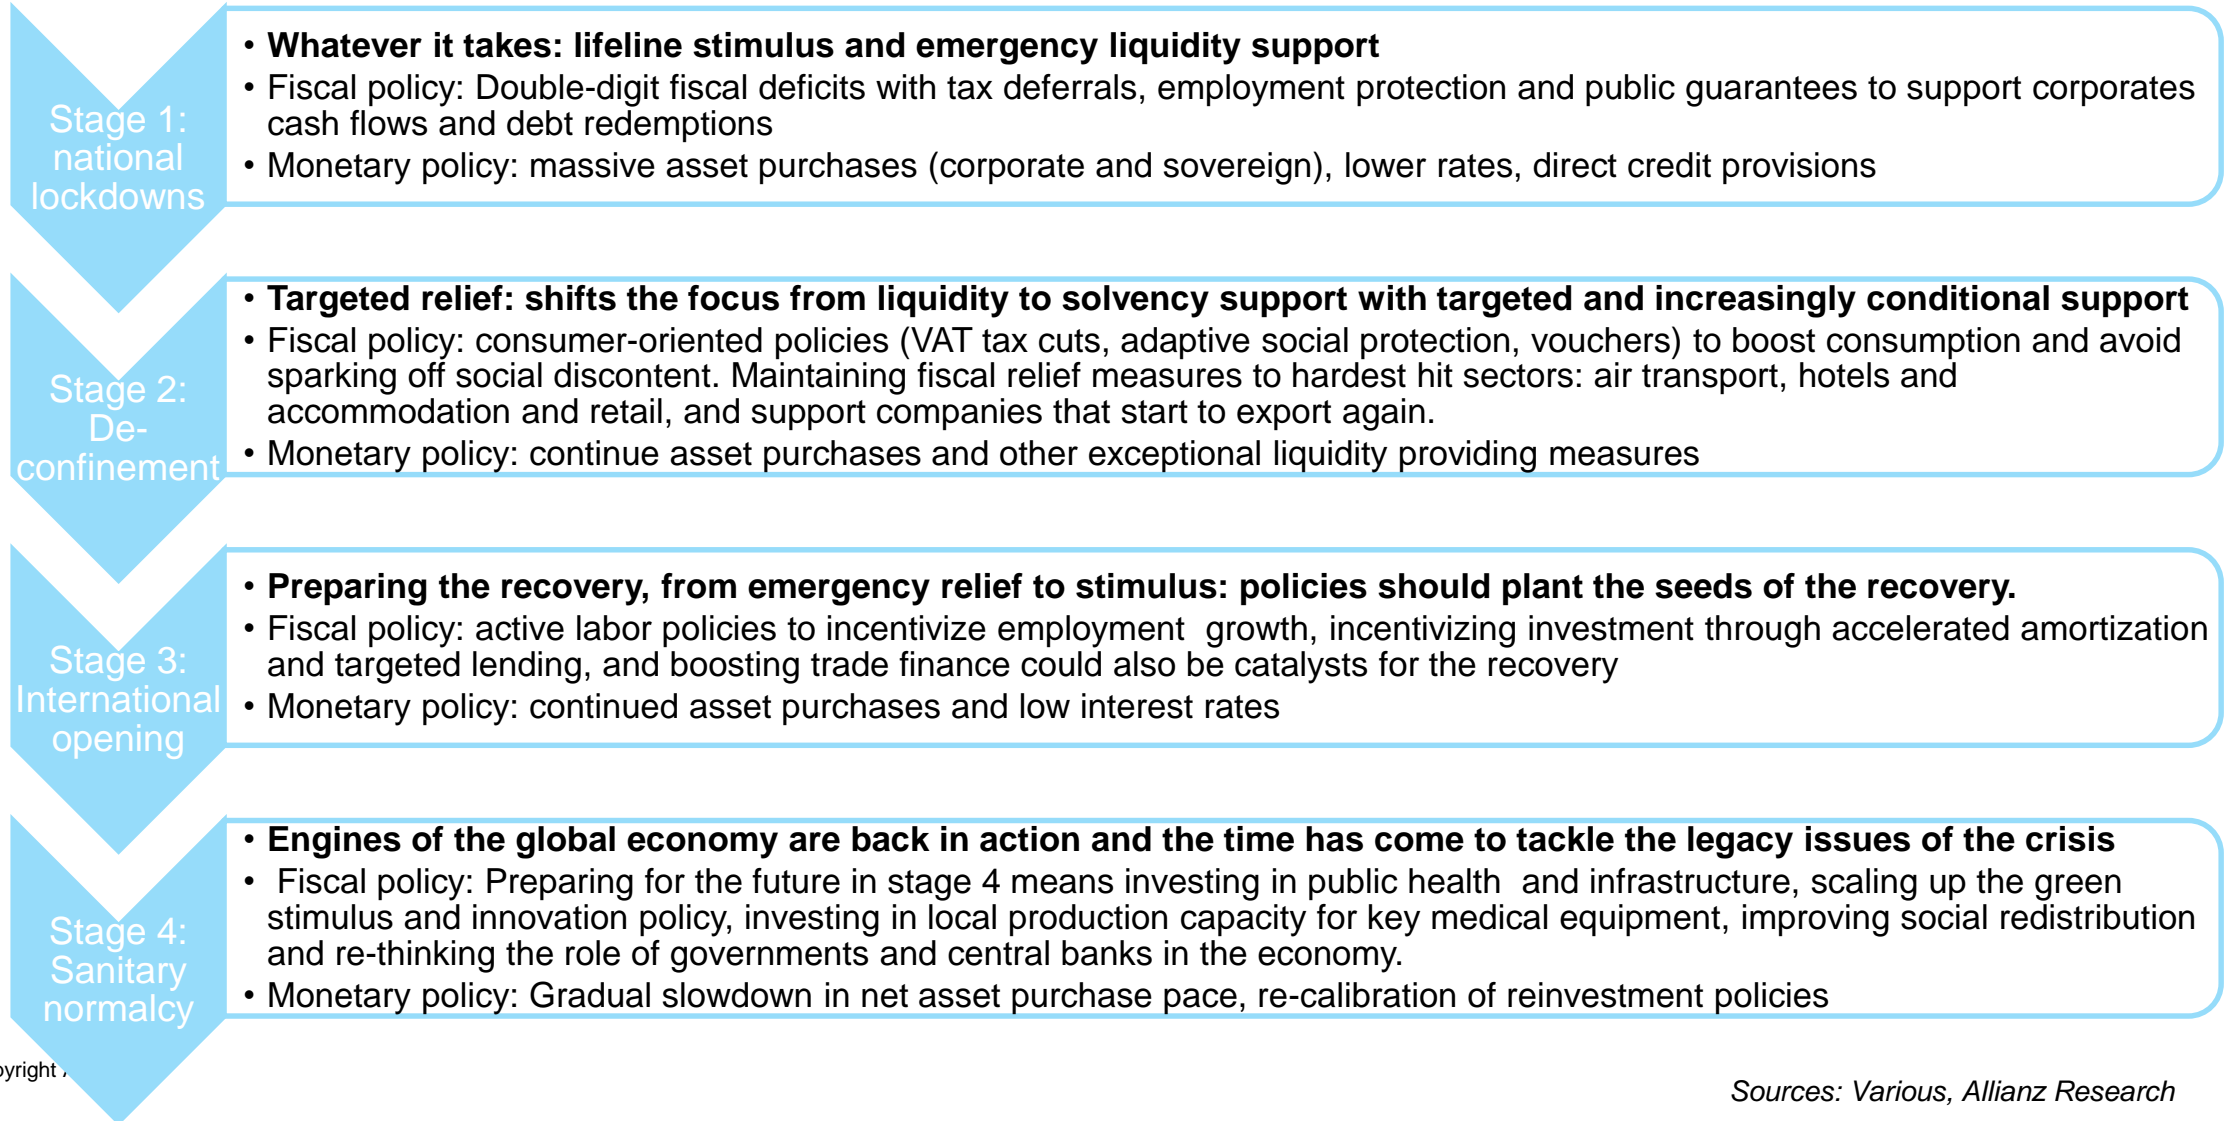 Stage 1:
national
lockdowns
• Whatever it takes: lifeline stimulus and emergency liquidity support
• Fiscal policy: Double-digit fiscal deficits with tax deferrals, employment protection and public guarantees to support corporates
cash flows and debt redemptions
• Monetary policy: massive asset purchases (corporate and sovereign), lower rates, direct credit provisions
Stage 2:
De-
confinement
• Targeted relief: shifts the focus from liquidity to solvency support with targeted and increasingly conditional support
• Fiscal policy: consumer-oriented policies (VAT tax cuts, adaptive social protection, vouchers) to boost consumption and avoid
sparking off social discontent. Maintaining fiscal relief measures to hardest hit sectors: air transport, hotels and
accommodation and retail, and support companies that start to export again.
• Monetary policy: continue asset purchases and other exceptional liquidity providing measures
Stage 3:
International
opening
• Preparing the recovery, from emergency relief to stimulus: policies should plant the seeds of the recovery.
• Fiscal policy: active labor policies to incentivize employment  growth, incentivizing investment through accelerated amortization
and targeted lending, and boosting trade finance could also be catalysts for the recovery
• Monetary policy: continued asset purchases and low interest rates
Stage 4:
Sanitary
normalcy
• Engines of the global economy are back in action and the time has come to tackle the legacy issues of the crisis
•  Fiscal policy: Preparing for the future in stage 4 means investing in public health  and infrastructure, scaling up the green
stimulus and innovation policy, investing in local production capacity for key medical equipment, improving social redistribution
and re-thinking the role of governments and central banks in the economy.
• Monetary policy: Gradual slowdown in net asset purchase pace, re-calibration of reinvestment policies
pyright
Sources: Various, Allianz Research